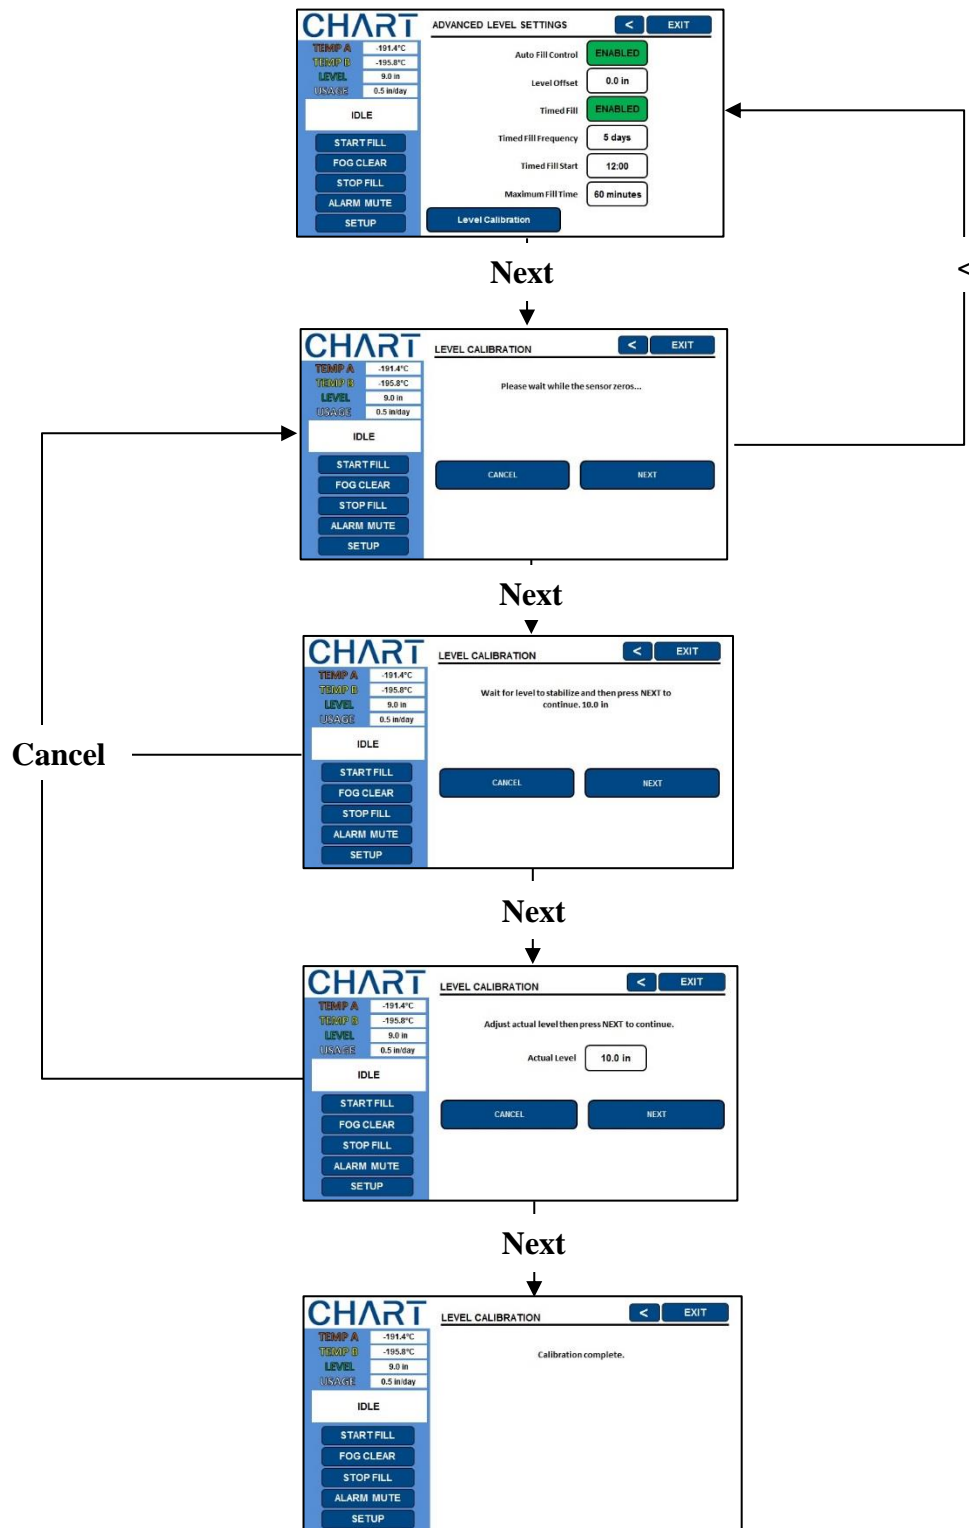 CHART
ADVANCED LEVEL SETTINGS
<
EXIT
TEMP A -191.4°C
TEMP B -195.8°C
LEVEL 9.0 in
USAGE 0.5 in/day
IDLE
START FILL
FOG CLEAR
STOP FILL
ALARM MUTE
SETUP
Auto Fill Control ENABLED
Level Offset 0.0 in
Timed Fill ENABLED
Timed Fill Frequency 5 days
Timed Fill Start 12:00
Maximum Fill Time 60 minutes
Level Calibration
Next
<
CHART
LEVEL CALIBRATION
<
EXIT
TEMP A -191.4°C
TEMP B -195.8°C
LEVEL 9.0 in
USAGE 0.5 in/day
IDLE
START FILL
FOG CLEAR
STOP FILL
ALARM MUTE
SETUP
Please wait while the sensor zeros...
CANCEL
NEXT
Next
CHART
LEVEL CALIBRATION
<
EXIT
TEMP A -191.4°C
TEMP B -195.8°C
LEVEL 9.0 in
USAGE 0.5 in/day
IDLE
START FILL
FOG CLEAR
STOP FILL
ALARM MUTE
SETUP
Wait for level to stabilize and then press NEXT to
continue. 10.0 in
CANCEL
NEXT
Cancel
Next
CHART
LEVEL CALIBRATION
<
EXIT
TEMP A -191.4°C
TEMP B -195.8°C
LEVEL 9.0 in
USAGE 0.5 in/day
IDLE
START FILL
FOG CLEAR
STOP FILL
ALARM MUTE
SETUP
Adjust actual level then press NEXT to continue.
Actual Level 10.0 in
CANCEL
NEXT
Next
CHART
LEVEL CALIBRATION
<
EXIT
TEMP A -191.4°C
TEMP B -195.8°C
LEVEL 9.0 in
USAGE 0.5 in/day
IDLE
START FILL
FOG CLEAR
STOP FILL
ALARM MUTE
SETUP
Calibration complete.